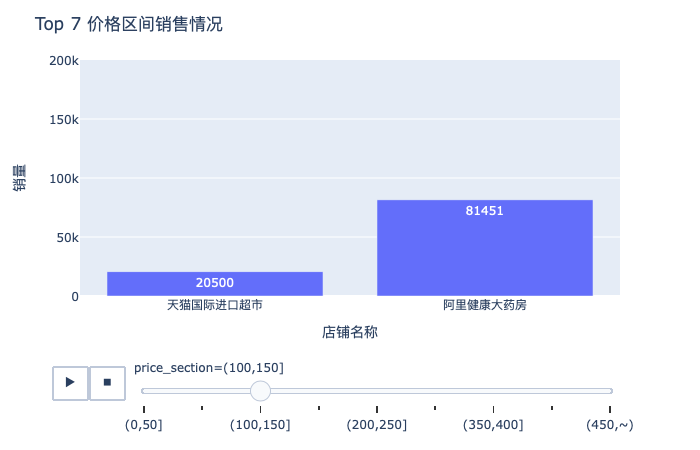 Top 7 价格区间销售情况
200k
150k
100k
50k
0
销量
20500
81451
天猫国际进口超市
阿里健康大药房
店铺名称
price_section=(100,150]
(0,50]
(100,150]
(200,250]
(350,400]
(450,~)